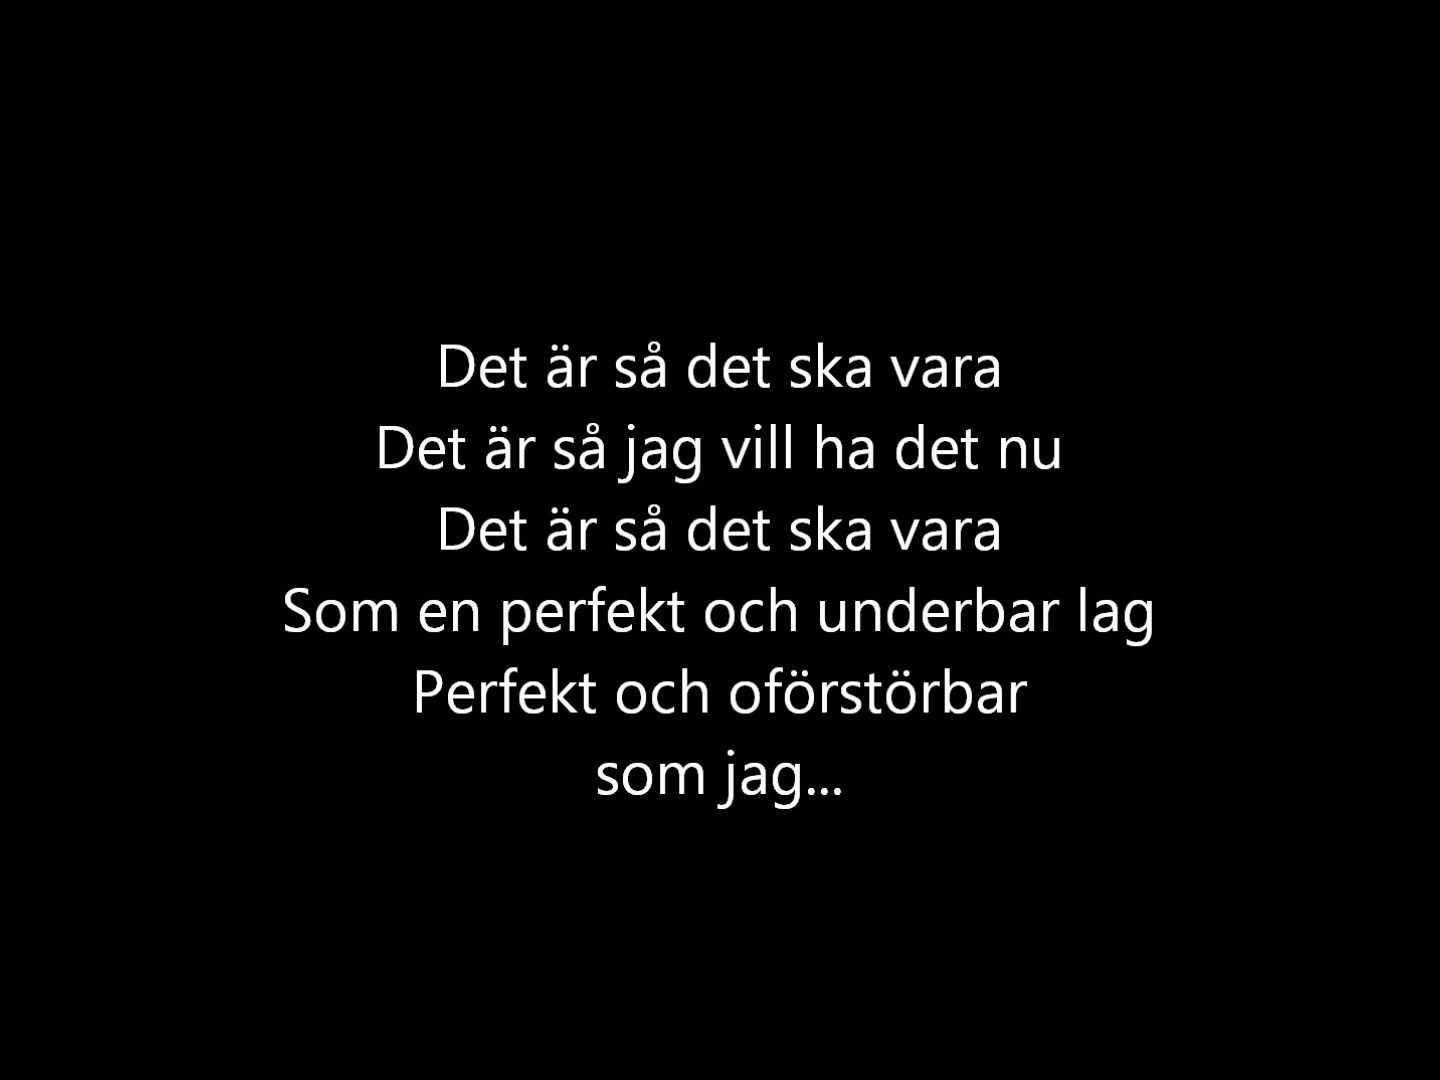 Det är så det ska vara
Det är så jag vill ha det nu
Det är så det ska vara
Som en perfekt och underbar lag
Perfekt och oförstörbar
som jag...